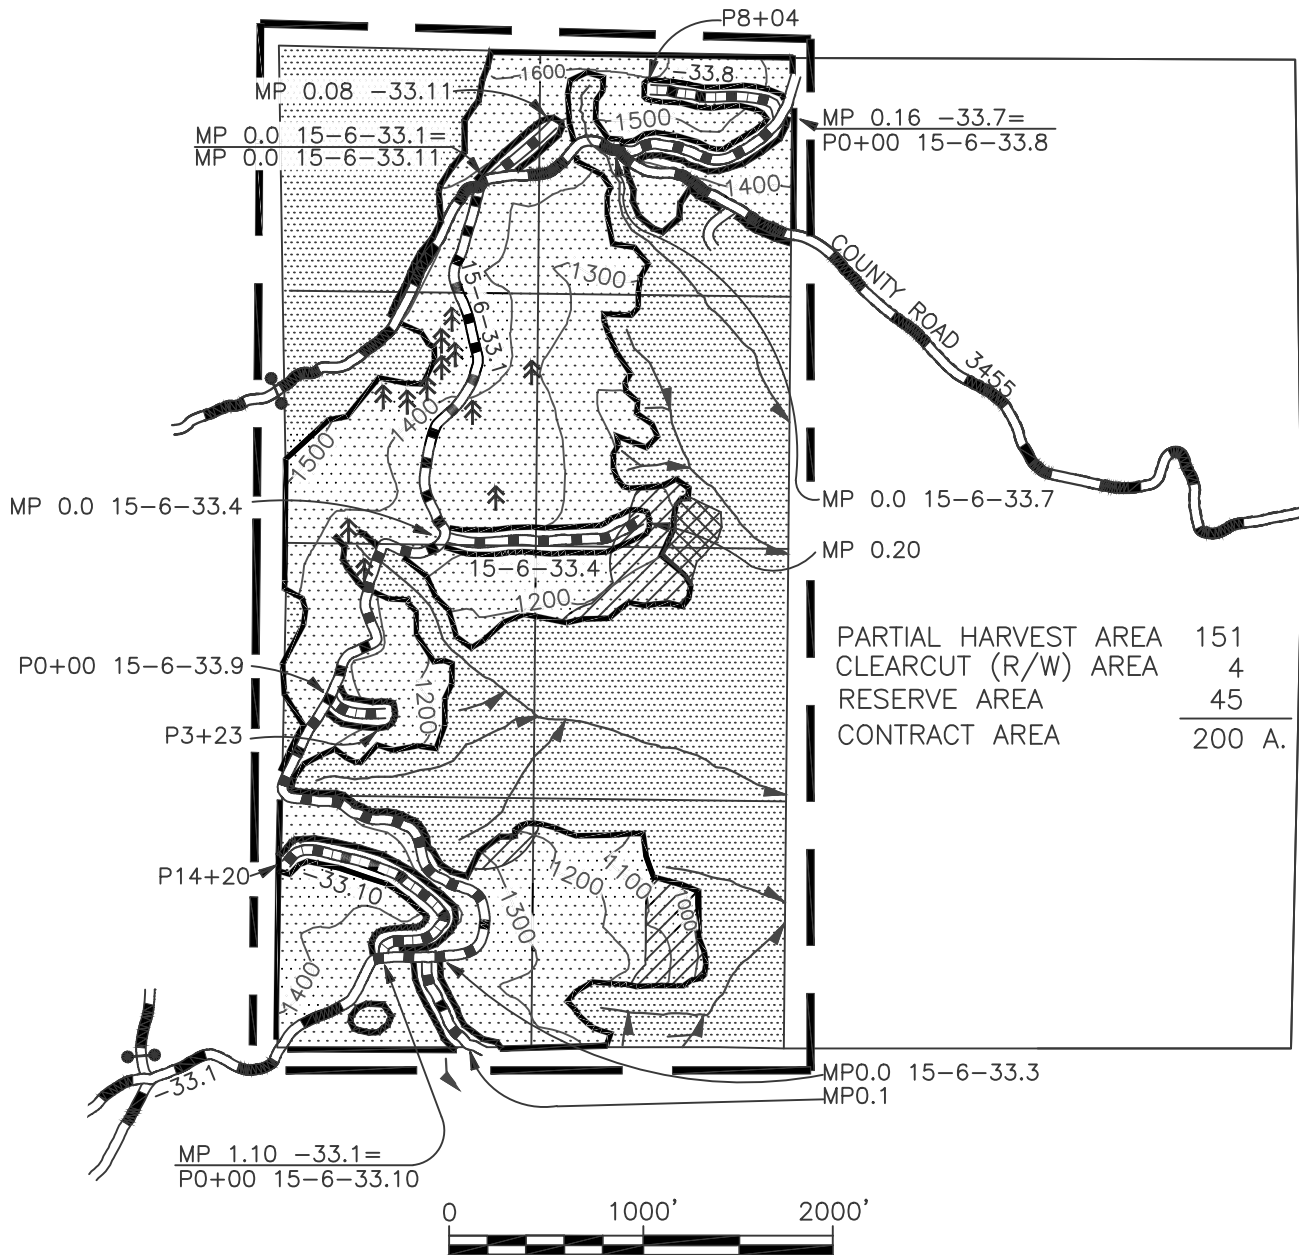 P8+04
1600
-33.8
MP 0.08 -33.11
1500
MP 0.0 15-6-33.1=
MP 0.0 15-6-33.11
MP 0.16 -33.7=
P0+00 15-6-33.8
1400
COUNTY ROAD 3455
1300
15-6-33.1
1400
1500
MP 0.0 15-6-33.4
MP 0.0 15-6-33.7
MP 0.20
15-6-33.4
1200
PARTIAL HARVEST AREA 151
CLEARCUT (R/W) AREA 4
RESERVE AREA 45
CONTRACT AREA 200 A.
P0+00 15-6-33.9
1200
P3+23
P14+20
-33.10
1300
1200
1100
1000
1400
-33.1
MP0.0 15-6-33.3
MP0.1
MP 1.10 -33.1=
P0+00 15-6-33.10
0 1000' 2000'